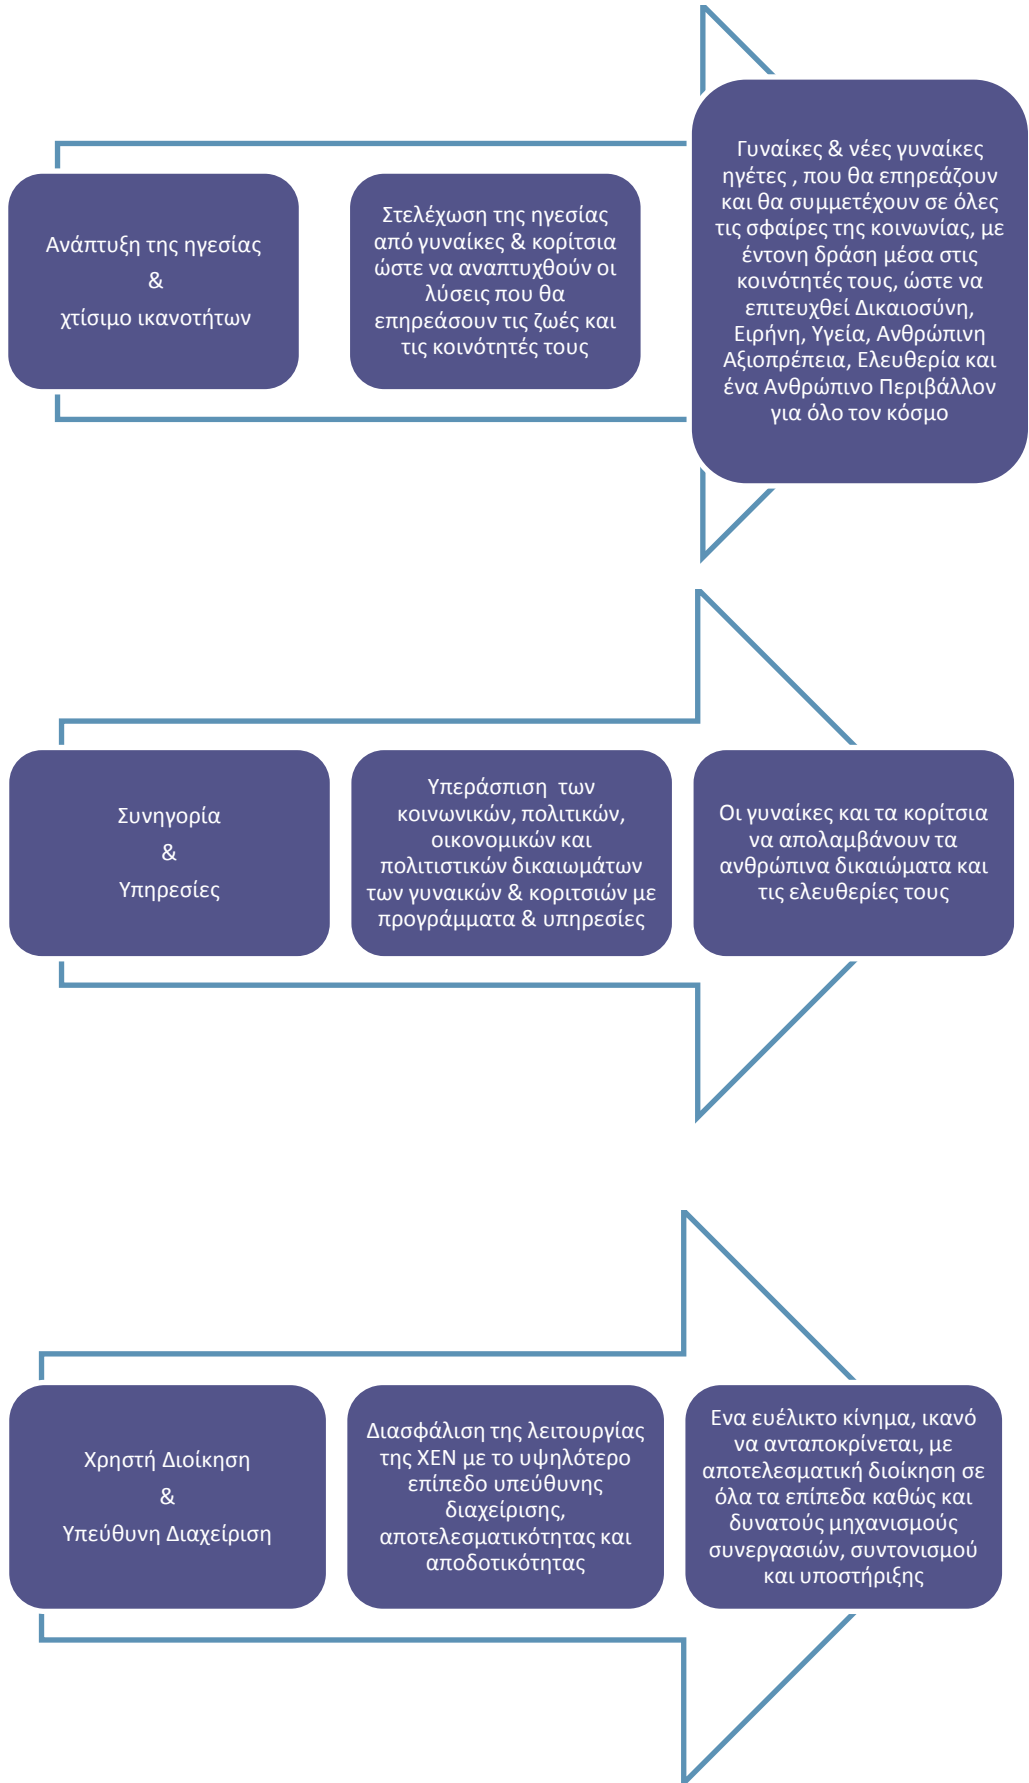 Ανάπτυξη της ηγεσίας
&
χτίσιμο ικανοτήτων
Στελέχωση της ηγεσίας
από γυναίκες & κορίτσια
ώστε να αναπτυχθούν οι
λύσεις που θα
επηρεάσουν τις ζωές και
τις κοινότητές τους
Γυναίκες & νέες γυναίκες
ηγέτες , που θα επηρεάζουν
και θα συμμετέχουν σε όλες
τις σφαίρες της κοινωνίας, με
έντονη δράση μέσα στις
κοινότητές τους, ώστε να
επιτευχθεί Δικαιοσύνη,
Ειρήνη, Υγεία, Ανθρώπινη
Αξιοπρέπεια, Ελευθερία και
ένα Ανθρώπινο Περιβάλλον
για όλο τον κόσμο
Συνηγορία
&
Υπηρεσίες
Υπεράσπιση των
κοινωνικών, πολιτικών,
οικονομικών και
πολιτιστικών δικαιωμάτων
των γυναικών & κοριτσιών με
προγράμματα & υπηρεσίες
Οι γυναίκες και τα κορίτσια
να απολαμβάνουν τα
ανθρώπινα δικαιώματα και
τις ελευθερίες τους
Χρηστή Διοίκηση
&
Υπεύθυνη Διαχείριση
Διασφάλιση της λειτουργίας
της ΧΕΝ με το υψηλότερο
επίπεδο υπεύθυνης
διαχείρισης,
αποτελεσματικότητας και
αποδοτικότητας
Ενα ευέλικτο κίνημα, ικανό
να ανταποκρίνεται, με
αποτελεσματική διοίκηση σε
όλα τα επίπεδα καθώς και
δυνατούς μηχανισμούς
συνεργασιών, συντονισμού
και υποστήριξης